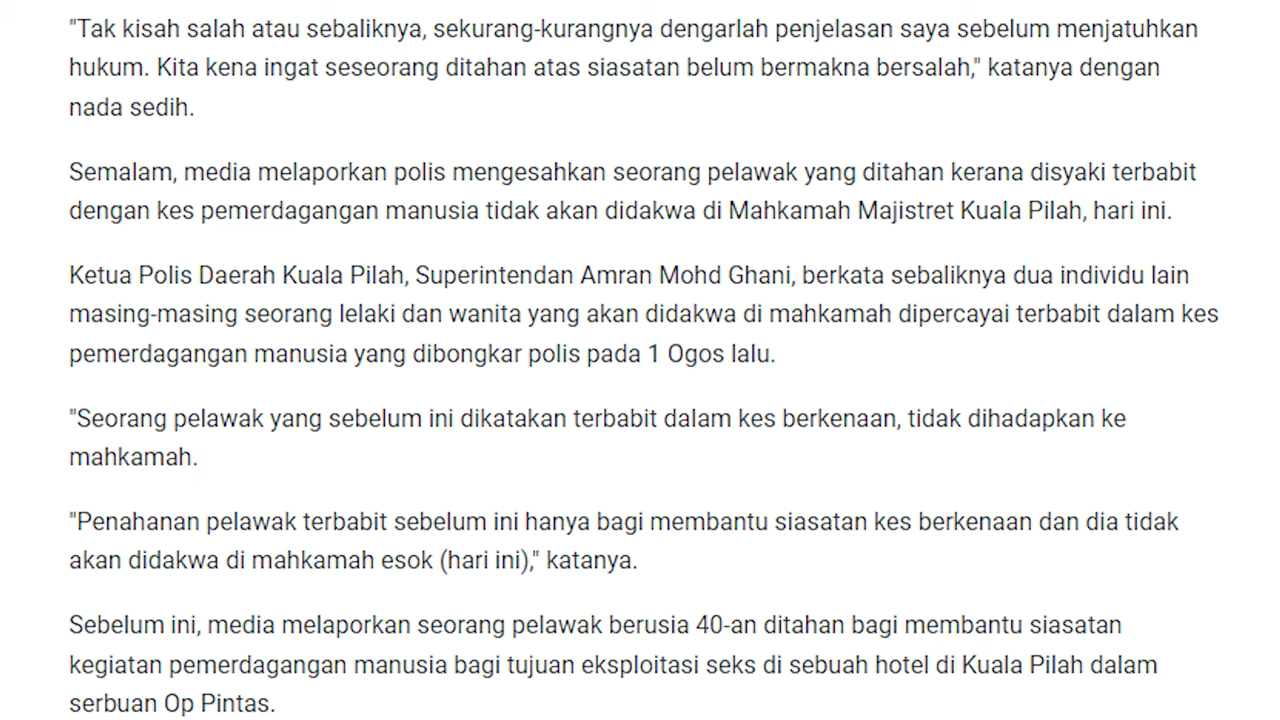 "Tak kisah salah atau sebaliknya, sekurang-kurangnya dengarlah penjelasan saya sebelum menjatuhkan
hukum. Kita kena ingat seseorang ditahan atas siasatan belum bermakna bersalah," katanya dengan
nada sedih.
Semalam, media melaporkan polis mengesahkan seorang pelawak yang ditahan kerana disyaki terbabit
dengan kes pemerdagangan manusia tidak akan didakwa di Mahkamah Majistret Kuala Pilah, hari ini.
Ketua Polis Daerah Kuala Pilah, Superintendan Amran Mohd Ghani, berkata sebaliknya dua individu lain
masing-masing seorang lelaki dan wanita yang akan didakwa di mahkamah dipercayai terbabit dalam kes
pemerdagangan manusia yang dibongkar polis pada 1 Ogos lalu.
"Seorang pelawak yang sebelum ini dikatakan terbabit dalam kes berkenaan, tidak dihadapkan ke
mahkamah.
"Penahanan pelawak terbabit sebelum ini hanya bagi membantu siasatan kes berkenaan dan dia tidak
akan didakwa di mahkamah esok (hari ini)," katanya.
Sebelum ini, media melaporkan seorang pelawak berusia 40-an ditahan bagi membantu siasatan
kegiatan pemerdagangan manusia bagi tujuan eksploitasi seks di sebuah hotel di Kuala Pilah dalam
serbuan Op Pintas.